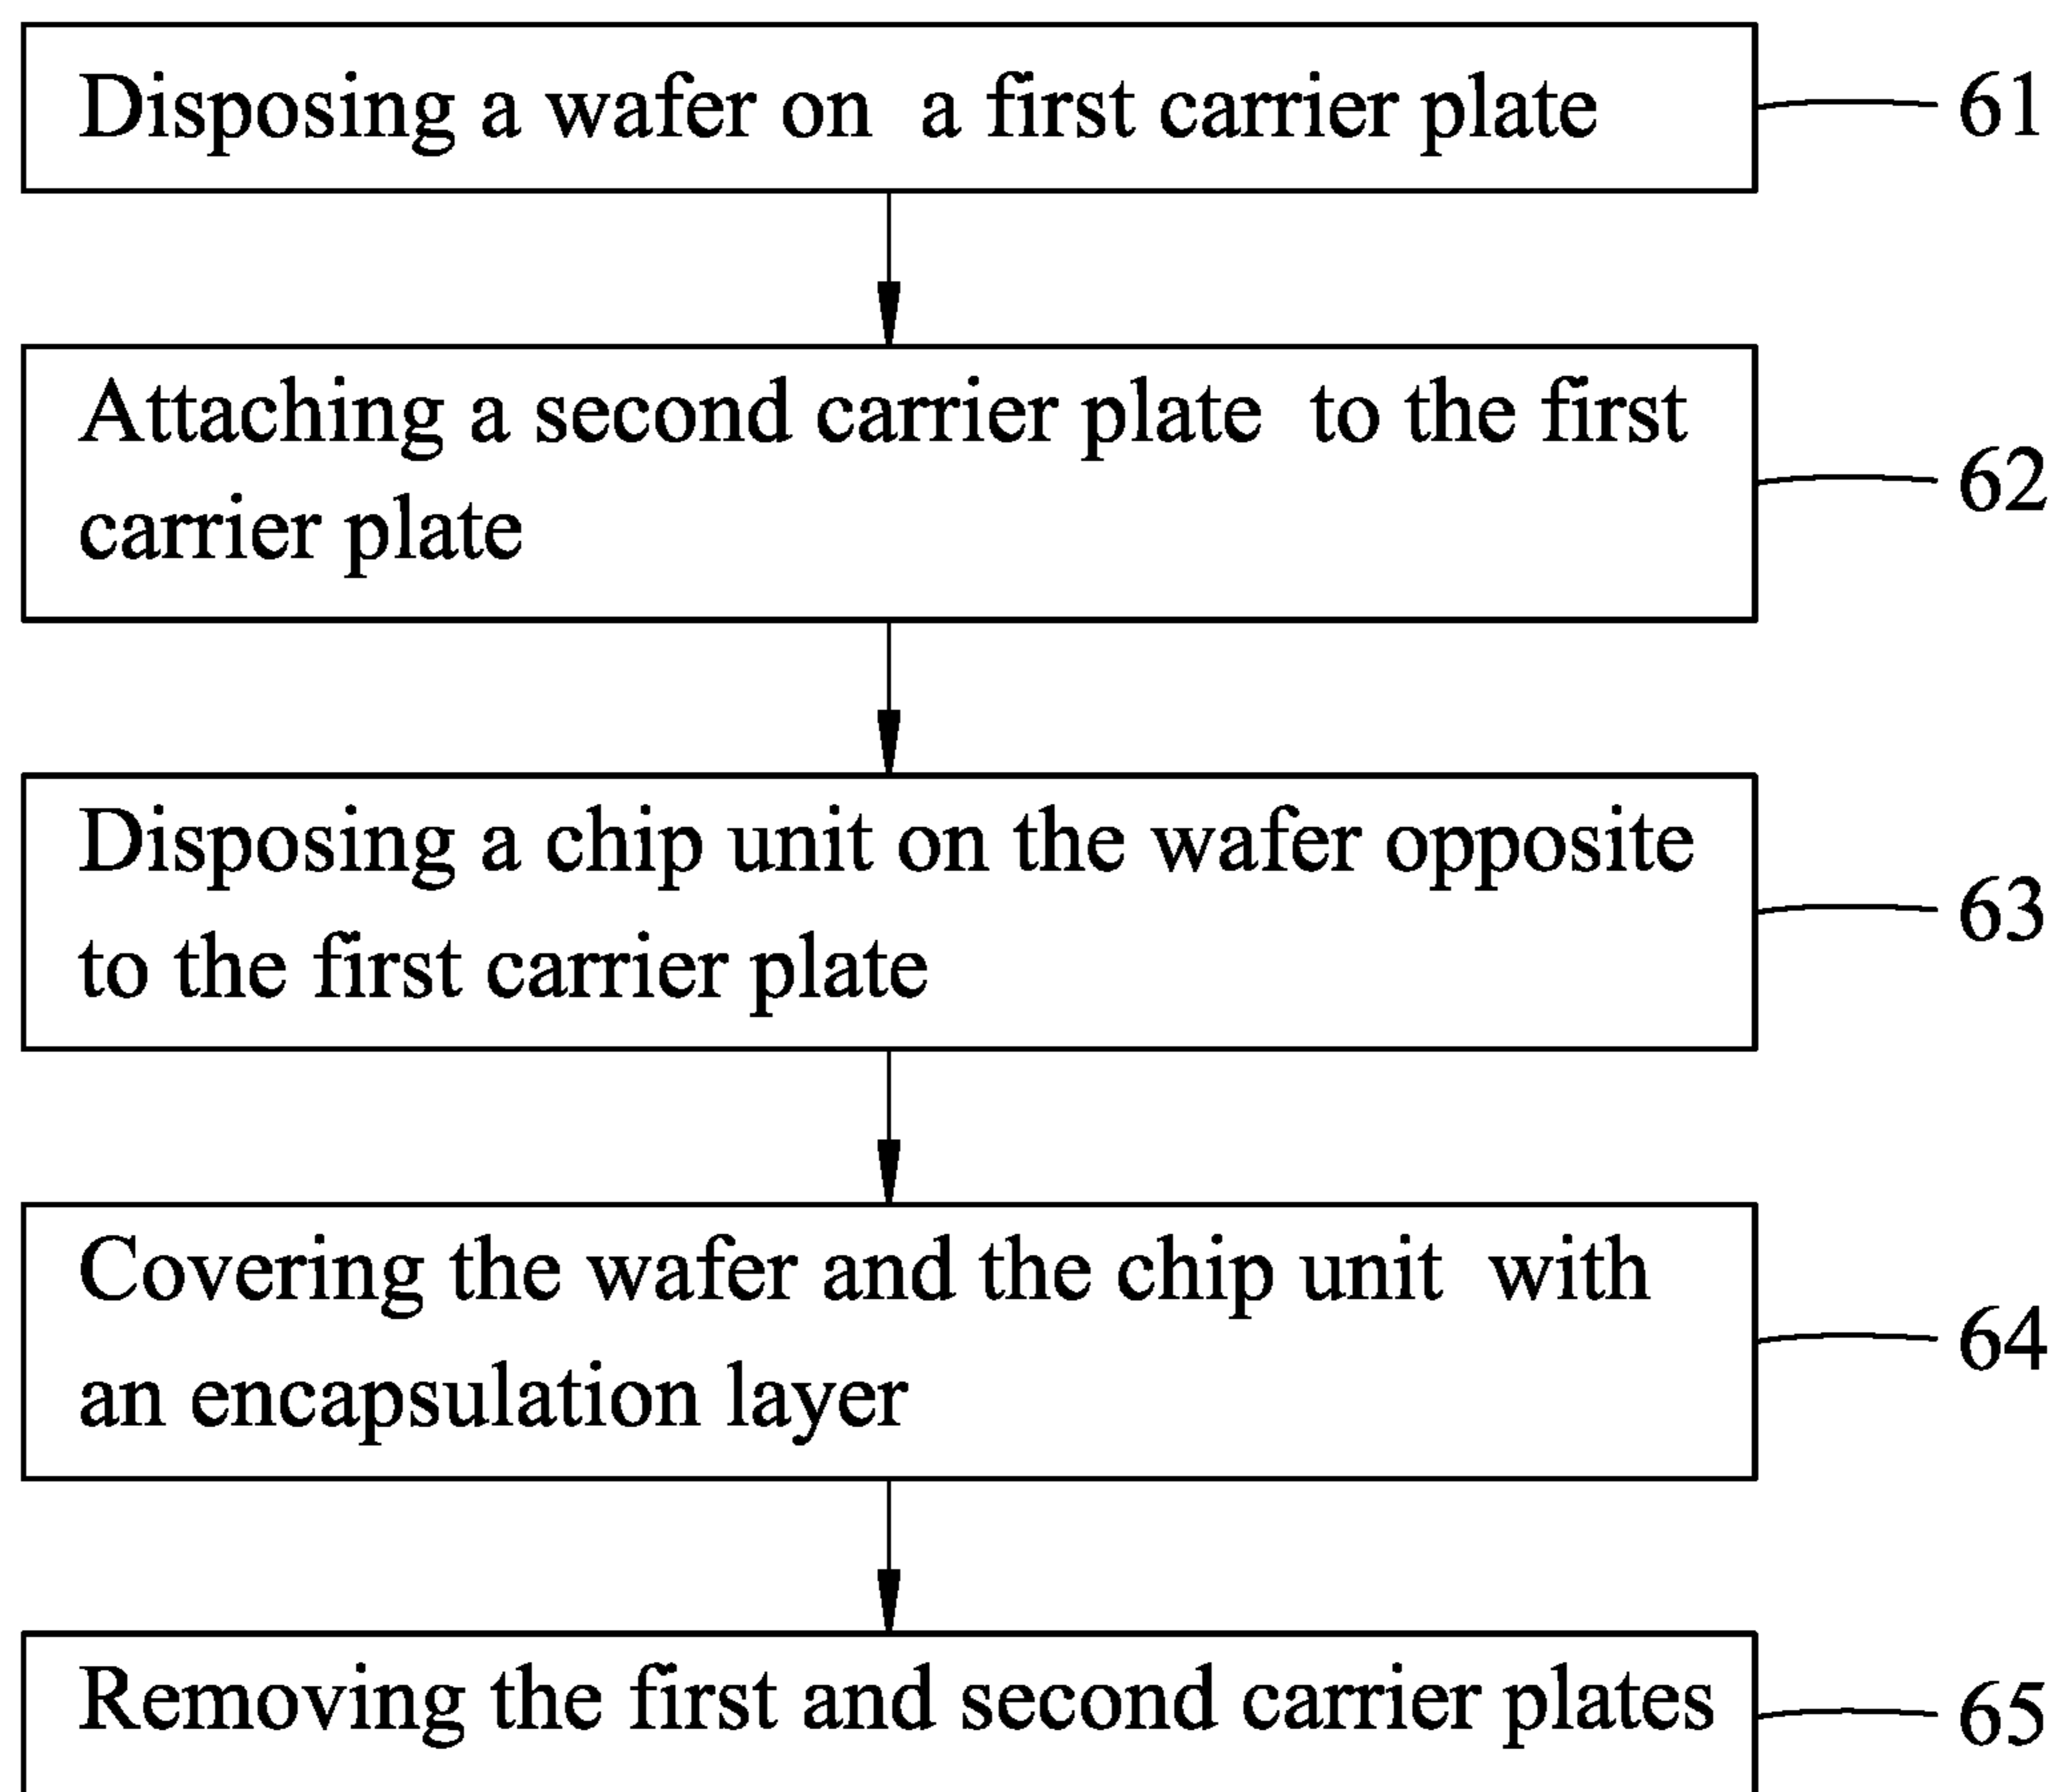 Disposing a wafer on a first carrier plate
61
Attaching a second carrier plate to the first
carrier plate
62
Disposing a chip unit on the wafer opposite
to the first carrier plate
63
Covering the wafer and the chip unit with
an encapsulation layer
64
Removing the first and second carrier plates
65